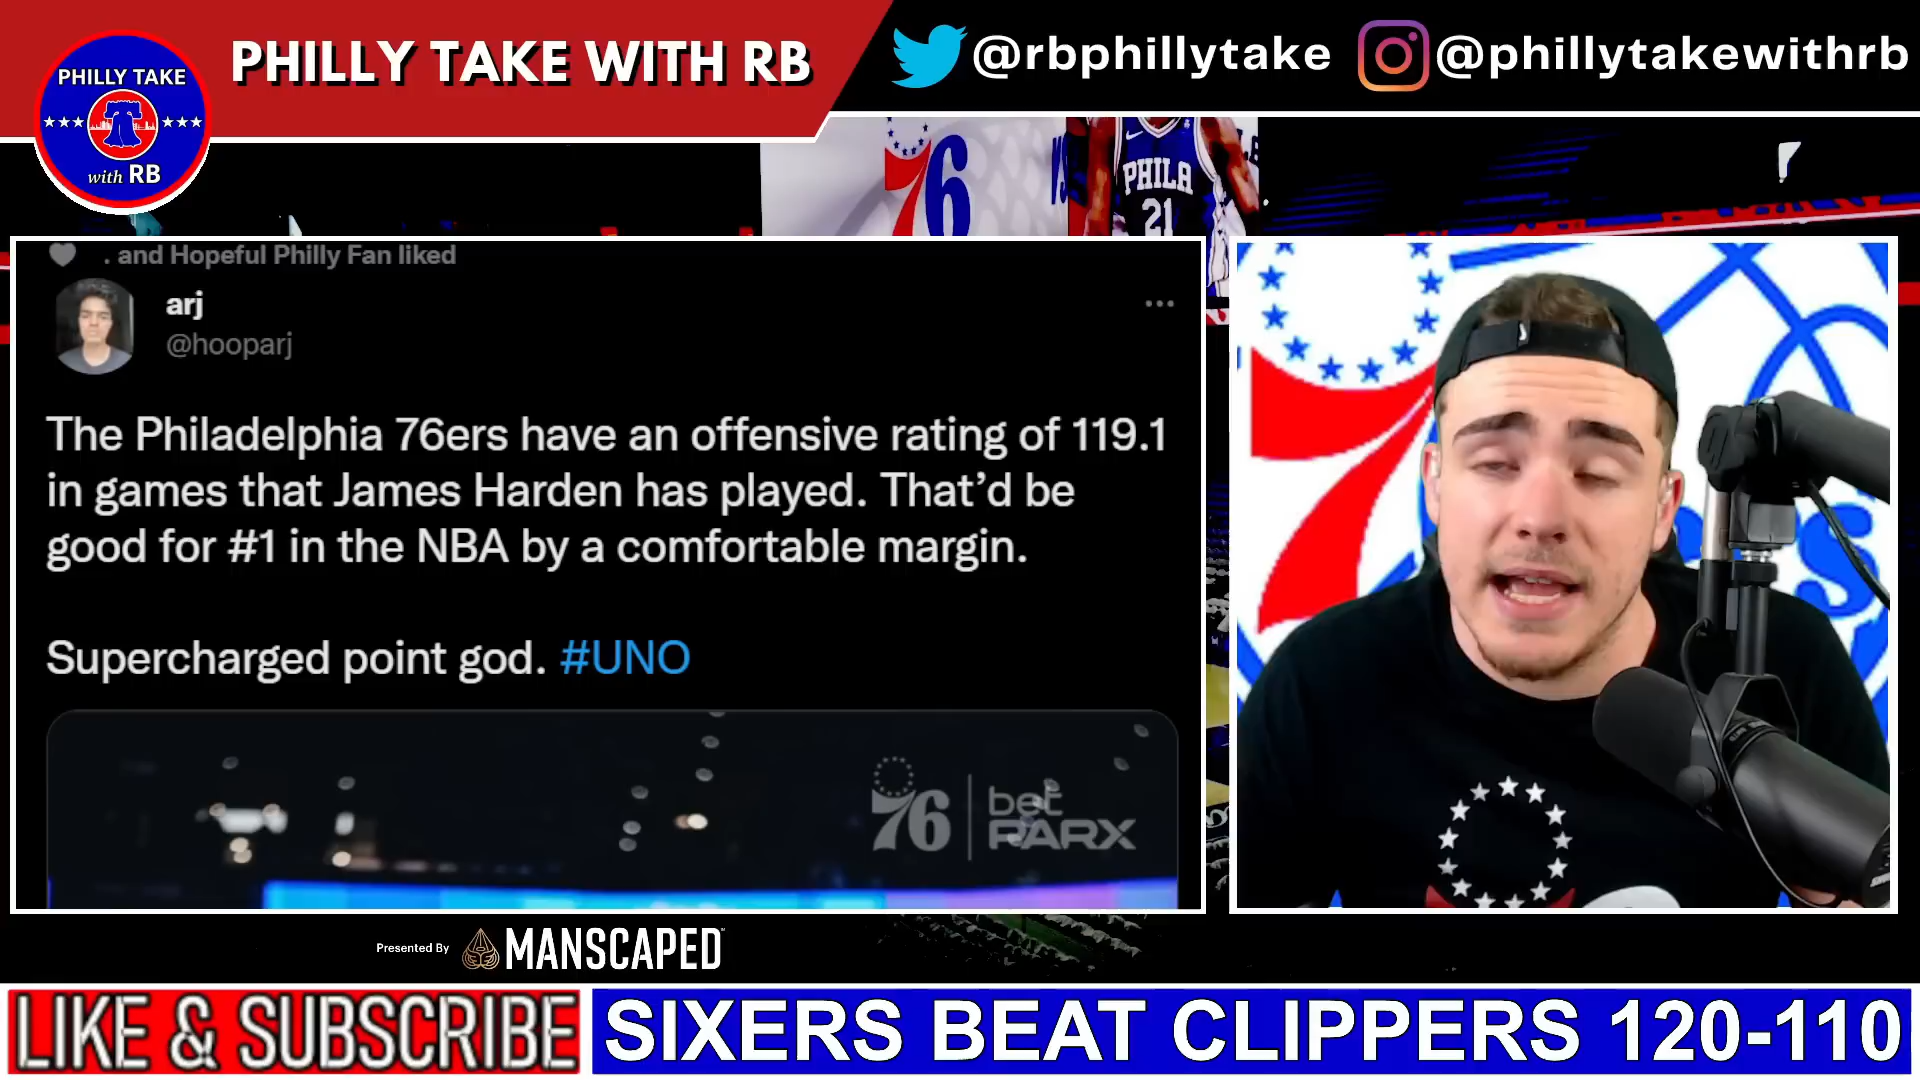 PHILLY TAKE
with RB
PHILLY TAKE WITH RB
@rbphillytake
@phillytakewithrb
76
PHILA
21
. and Hopeful Philly Fan liked
arj
@hooparj
The Philadelphia 76ers have an offensive rating of 119.1
in games that James Harden has played. That’d be
good for #1 in the NBA by a comfortable margin.
Supercharged point god. #UNO
76
bet
PARX
Presented By
MANSCAPED
LIKE & SUBSCRIBE
SIXERS BEAT CLIPPERS 120-110